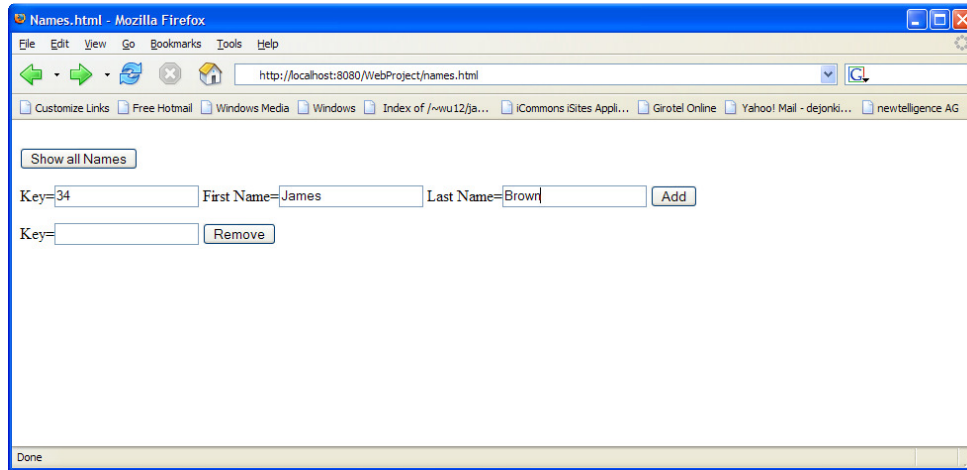 Names.html - Mozilla Firefox
File Edit View Go Bookmarks Tools Help
http://localhost:8080/WebProject/names.html G
Customize Links Free Hotmail Windows Media Windows Index of /~wu12/ja... iCommons iSites Appli... Girotel Online Yahoo! Mail - dejonki... newtelligence AG
Show all Names
Key=34 First Name=James Last Name=Brown Add
Key= Remove
Done